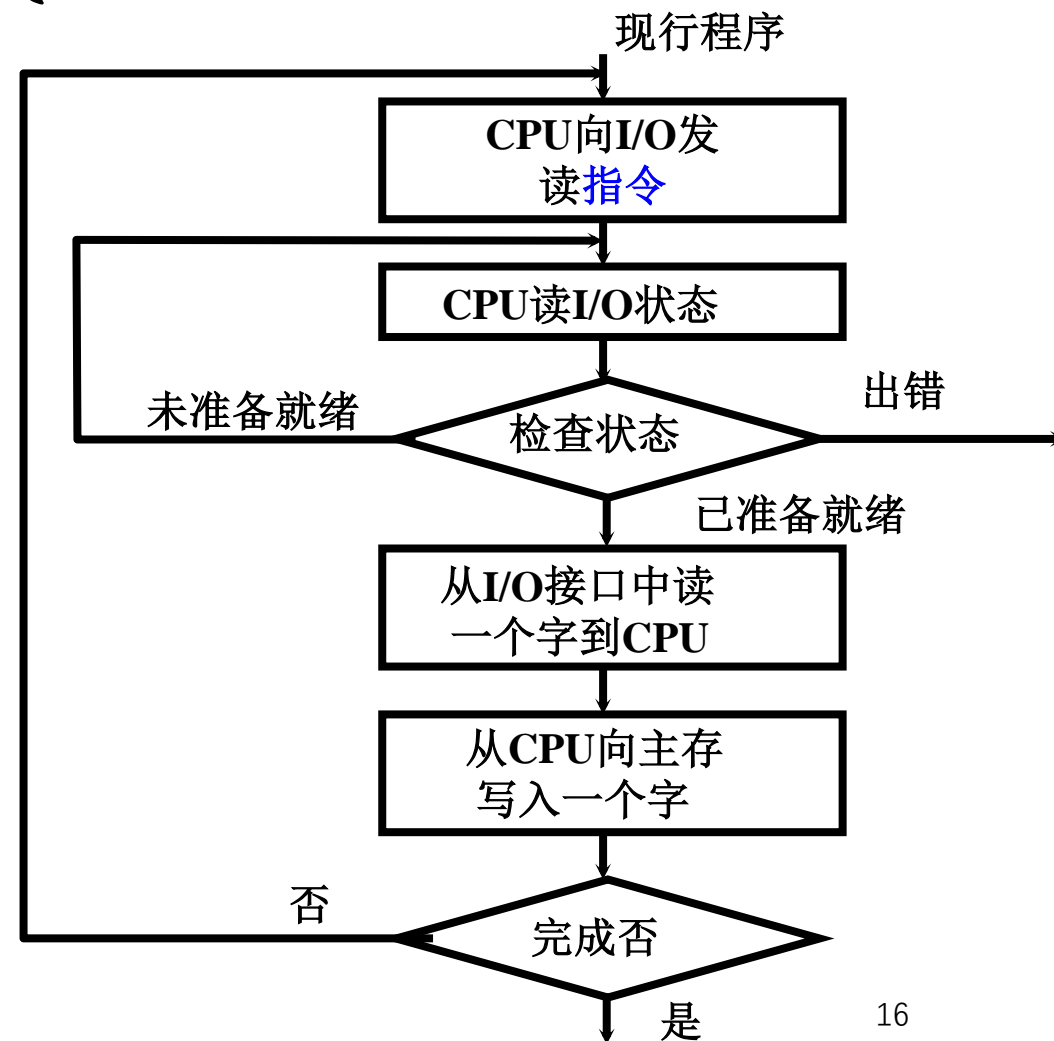 现行程序
CPU向I/O发
读指令
CPU读I/O状态
出错
未准备就绪
检查状态
已准备就绪
从I/O接口中读
一个字到CPU
从CPU向主存
写入一个字
否
完成否
是
16